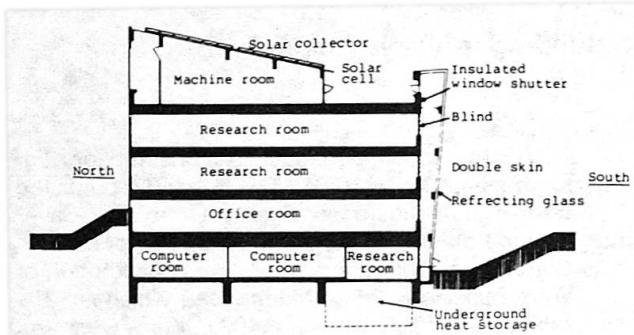 Solar collector
Solar
cell
Machine room
Insulated
window shutter
Blind
Research room
Research room
North
Double skin
South
Refrecting glass
Office room
Computer
room
Computer
room
Research
room
Underground
heat storage